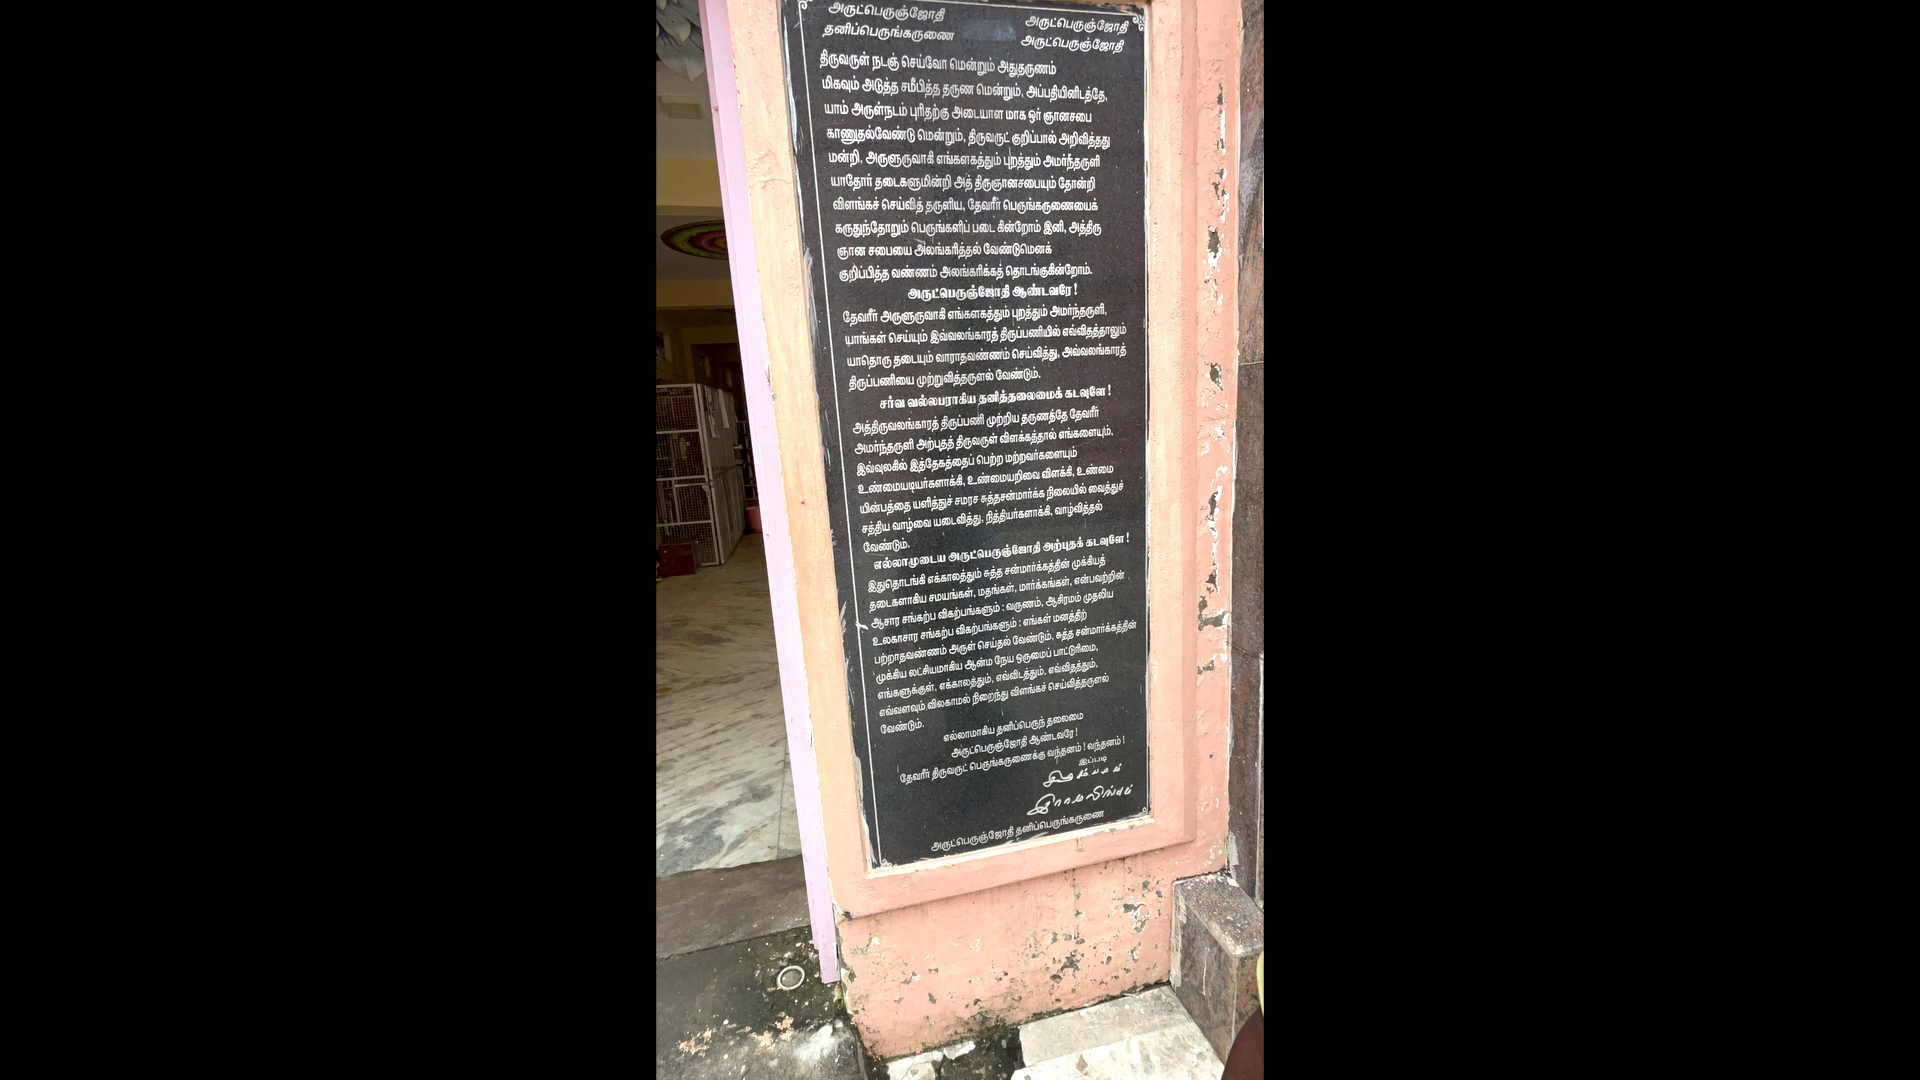 அருட்பெருஞ்ஜோதி அருட்பெருஞ்ஜோதி
தனிப்பெருங்கருணை அருட்பெருஞ்ஜோதி
திருவருள் நடஞ் செய்வோ மென்றும் அதுதருணம்
மிகவும் அடுத்த சமீபித்த தருண மென்றும், அப்பதியினிடத்தே,
யாம் அருள்நடம் புரிதற்கு அடையாள மாக ஓர் ஞானசபை
காணுதல்வேண்டு மென்றும், திருவருட் குறிப்பால் அறிவித்தது
மன்றி, அருளுருவாகி எங்களகத்தும் புறத்தும் அமர்ந்தருளி
யாதோர் தடைகளுமின்றி அத் திருஞானசபையும் தோன்றி
விளங்கச் செய்வித் தருளிய, தேவரீர் பெருங்கருணையைக்
கருதுந்தோறும் பெருங்களிப் படை கின்றோம் இனி, அத்திரு
ஞான சபையை அலங்கரித்தல் வேண்டுமெனக்
குறிப்பித்த வண்ணம் அலங்கரிக்கத் தொடங்குகின்றோம்.
அருட்பெருஞ்ஜோதி ஆண்டவரே !
தேவரீர் அருளுருவாகி எங்களகத்தும் புறத்தும் அமர்ந்தருளி,
யாங்கள் செய்யும் இவ்வலங்காரத் திருப்பணியில் எவ்விதத்தாலும்
யாதொரு தடையும் வாராதவண்ணம் செய்வித்து, அவ்வலங்காரத்
திருப்பணியை முற்றுவித்தருளல் வேண்டும்.
சர்வ வல்லபராகிய தனித்தலைமைக் கடவுளே !
அத்திருவலங்காரத் திருப்பணி முற்றிய தருணத்தே தேவரீர்
அமர்ந்தருளி அற்புதத் திருவருள் விளக்கத்தால் எங்களையும்,
இவ்வுலகில் இத்தேகத்தைப் பெற்ற மற்றவர்களையும்
உண்மையடியர்களாக்கி, உண்மையறிவை விளக்கி, உண்மை
யின்பத்தை யளித்துச் சமரச சுத்தசன்மார்க்க நிலையில் வைத்துச்
சத்திய வாழ்வை யடைவித்து, நித்தியர்களாக்கி, வாழ்வித்தல்
வேண்டும்.
எல்லாமுடைய அருட்பெருஞ்ஜோதி அற்புதக் கடவுளே !
இதுதொடங்கி எக்காலத்தும் சுத்த சன்மார்க்கத்தின் முக்கியத்
தடைகளாகிய சமயங்கள், மதங்கள், மார்க்கங்கள், என்பவற்றின்
ஆசார சங்கற்ப விகற்பங்களும் : வருணம், ஆசிரமம் முதலிய
உலகாசார சங்கற்ப விகற்பங்களும் : எங்கள் மனத்திற்
பற்றாதவண்ணம் அருள் செய்தல் வேண்டும், சுத்த சன்மார்க்கத்தின்
முக்கிய லட்சியமாகிய ஆன்ம நேய ஒருமைப் பாட்டுரிமை,
எங்களுக்குள், எக்காலத்தும், எவ்விடத்தும், எவ்விதத்தும்,
எவ்வளவும் விலகாமல் நிறைந்து விளங்கச் செய்வித்தருளல்
வேண்டும்.
எல்லாமாகிய தனிப்பெருந் தலைமை
அருட்பெருஞ்ஜோதி ஆண்டவரே !
தேவரீர் திருவருட் பெருங்கருணைக்கு வந்தனம் ! வந்தனம் !
இப்படி
சிதம்பரம்
இராமலிங்கம்
அருட்பெருஞ்ஜோதி தனிப்பெருங்கருணை